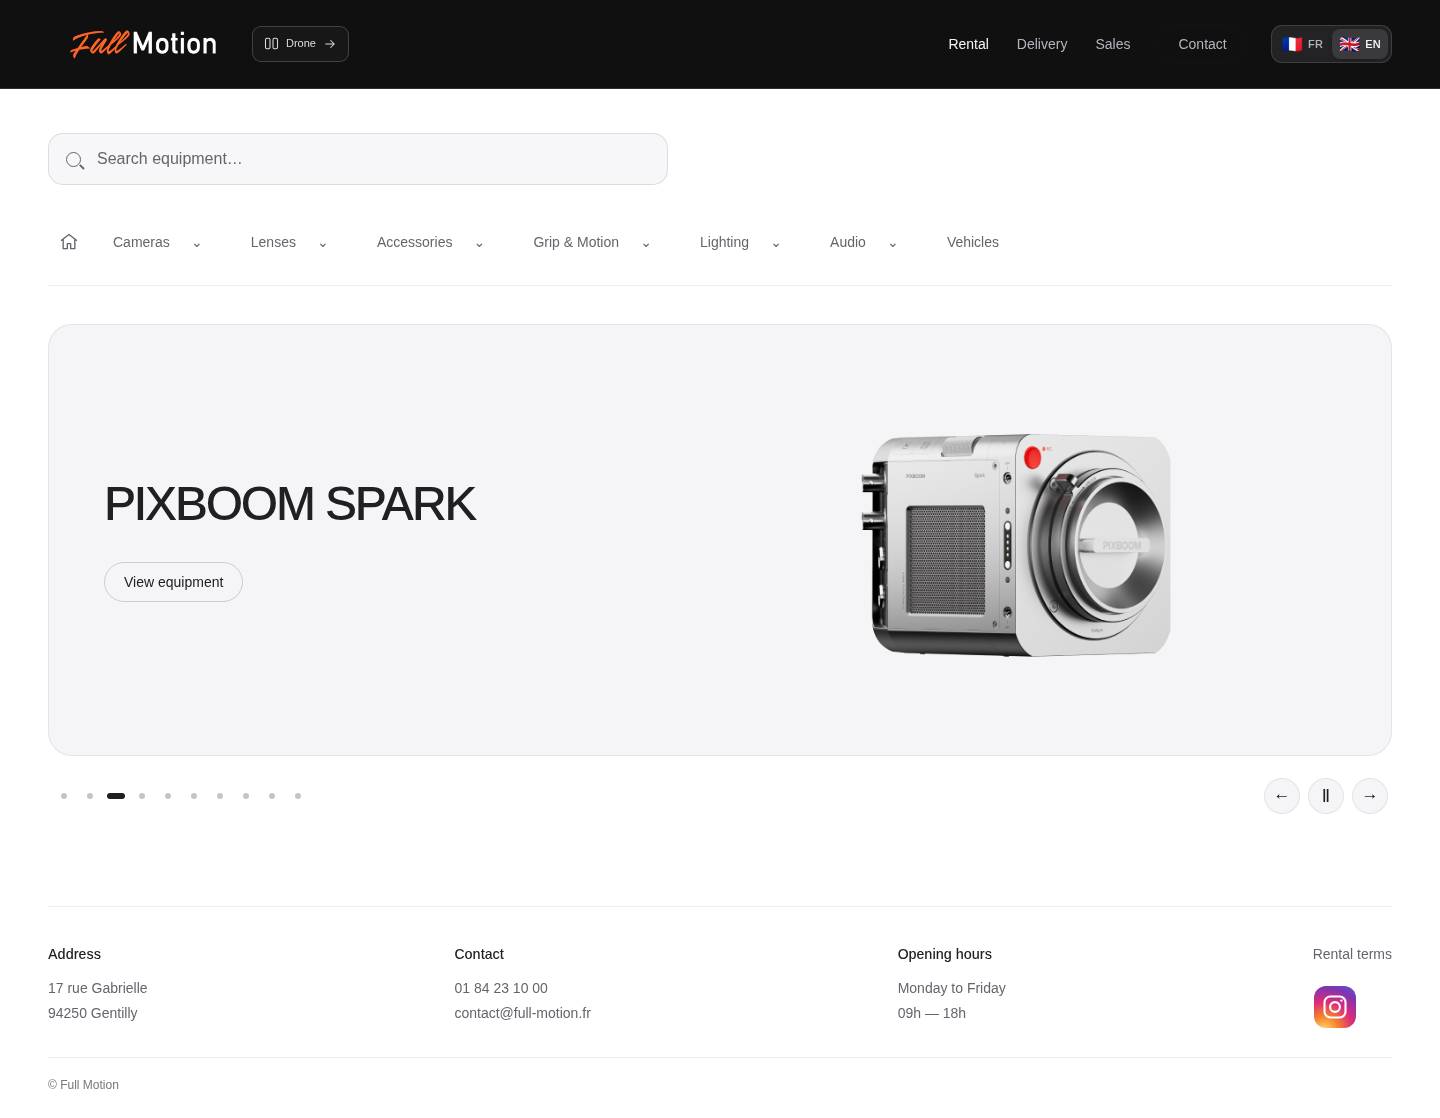 Full Motion
Drone →
Rental
Delivery
Sales
Contact
FR
EN
Search equipment…
Cameras
Lenses
Accessories
Grip & Motion
Lighting
Audio
Vehicles
PIXBOOM SPARK
View equipment
PIXBOOM
Spark
PIXBOOM
← →
Address
17 rue Gabrielle
94250 Gentilly
Contact
01 84 23 10 00
contact@full-motion.fr
Opening hours
Monday to Friday
09h — 18h
Rental terms
© Full Motion